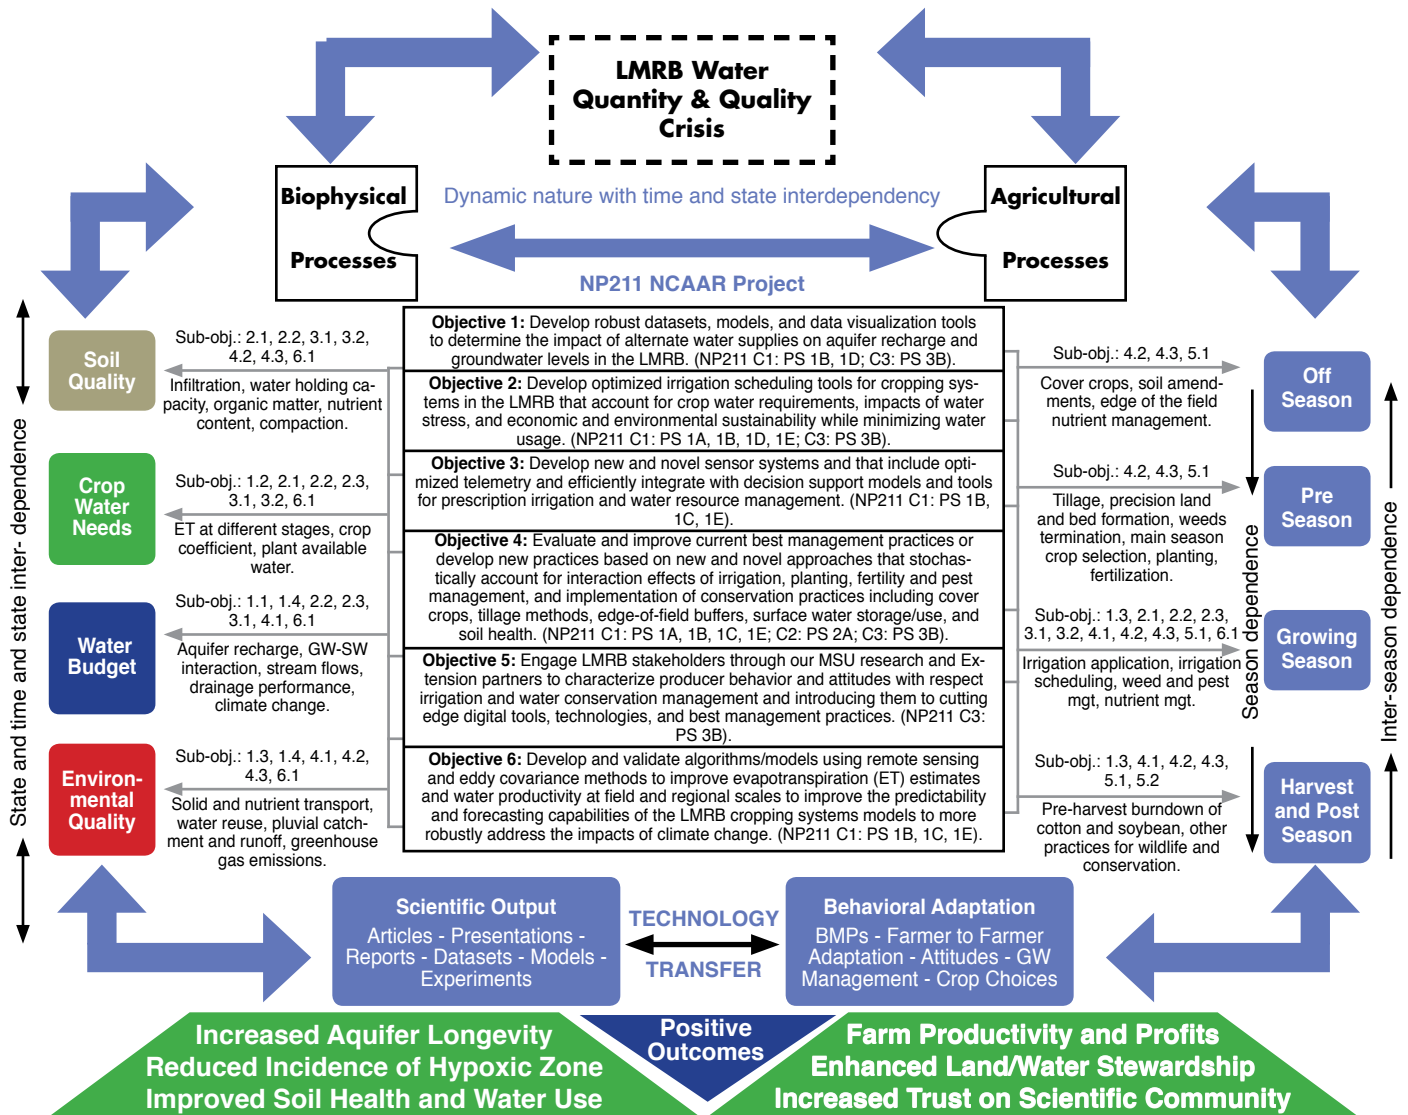 LMRB Water
Quantity & Quality
Crisis
Biophysical
Processes
Dynamic nature with time and state interdependency
NP211 NCAAR Project
Agricultural
Processes
State and time and state inter- dependence
Soil
Quality
Sub-obj.: 2.1, 2.2, 3.1, 3.2,
4.2, 4.3, 6.1
Infiltration, water holding ca-
pacity, organic matter, nutrient
content, compaction.
Crop
Water
Needs
Sub-obj.: 1.2, 2.1, 2.2, 2.3,
3.1, 3.2, 6.1
ET at different stages, crop
coefficient, plant available
water.
Water
Budget
Sub-obj.: 1.1, 1.4, 2.2, 2.3,
3.1, 4.1, 6.1
Aquifer recharge, GW-SW
interaction, stream flows,
drainage performance,
climate change.
Environ-
mental
Quality
Sub-obj.: 1.3, 1.4, 4.1, 4.2,
4.3, 6.1
Solid and nutrient transport,
water reuse, pluvial catch-
ment and runoff, greenhouse
gas emissions.
Objective 1: Develop robust datasets, models, and data visualization tools
to determine the impact of alternate water supplies on aquifer recharge and
groundwater levels in the LMRB. (NP211 C1: PS 1B, 1D; C3: PS 3B).
Objective 2: Develop optimized irrigation scheduling tools for cropping sys-
tems in the LMRB that account for crop water requirements, impacts of water
stress, and economic and environmental sustainability while minimizing water
usage. (NP211 C1: PS 1A, 1B, 1D, 1E; C3: PS 3B).
Objective 3: Develop new and novel sensor systems and that include opti-
mized telemetry and efficiently integrate with decision support models and tools
for prescription irrigation and water resource management. (NP211 C1: PS 1B,
1C, 1E).
Objective 4: Evaluate and improve current best management practices or
develop new practices based on new and novel approaches that stochas-
tically account for interaction effects of irrigation, planting, fertility and pest
management, and implementation of conservation practices including cover
crops, tillage methods, edge-of-field buffers, surface water storage/use, and
soil health. (NP211 C1: PS 1A, 1B, 1C, 1E; C2: PS 2A; C3: PS 3B).
Objective 5: Engage LMRB stakeholders through our MSU research and Ex-
tension partners to characterize producer behavior and attitudes with respect
irrigation and water conservation management and introducing them to cutting
edge digital tools, technologies, and best management practices. (NP211 C3:
PS 3B).
Objective 6: Develop and validate algorithms/models using remote sensing
and eddy covariance methods to improve evapotranspiration (ET) estimates
and water productivity at field and regional scales to improve the predictability
and forecasting capabilities of the LMRB cropping systems models to more
robustly address the impacts of climate change. (NP211 C1: PS 1B, 1C, 1E).
Sub-obj.: 4.2, 4.3, 5.1
Cover crops, soil amend-
ments, edge of the field
nutrient management.
Off
Season
Sub-obj.: 4.2, 4.3, 5.1
Tillage, precision land
and bed formation, weeds
termination, main season
crop selection, planting,
fertilization.
Pre
Season
Sub-obj.: 1.3, 2.1, 2.2, 2.3,
3.1, 3.2, 4.1, 4.2, 4.3, 5.1, 6.1
Irrigation application, irrigation
scheduling, weed and pest
mgt, nutrient mgt.
Growing
Season
Sub-obj.: 1.3, 4.1, 4.2, 4.3,
5.1, 5.2
Pre-harvest burndown of
cotton and soybean, other
practices for wildlife and
conservation.
Harvest
and Post
Season
Season dependence
Inter-season dependence
Scientific Output
Articles - Presentations -
Reports - Datasets - Models -
Experiments
TECHNOLOGY
TRANSFER
Behavioral Adaptation
BMPs - Farmer to Farmer
Adaptation - Attitudes - GW
Management - Crop Choices
Increased Aquifer Longevity
Reduced Incidence of Hypoxic Zone
Improved Soil Health and Water Use
Positive
Outcomes
Farm Productivity and Profits
Enhanced Land/Water Stewardship
Increased Trust on Scientific Community